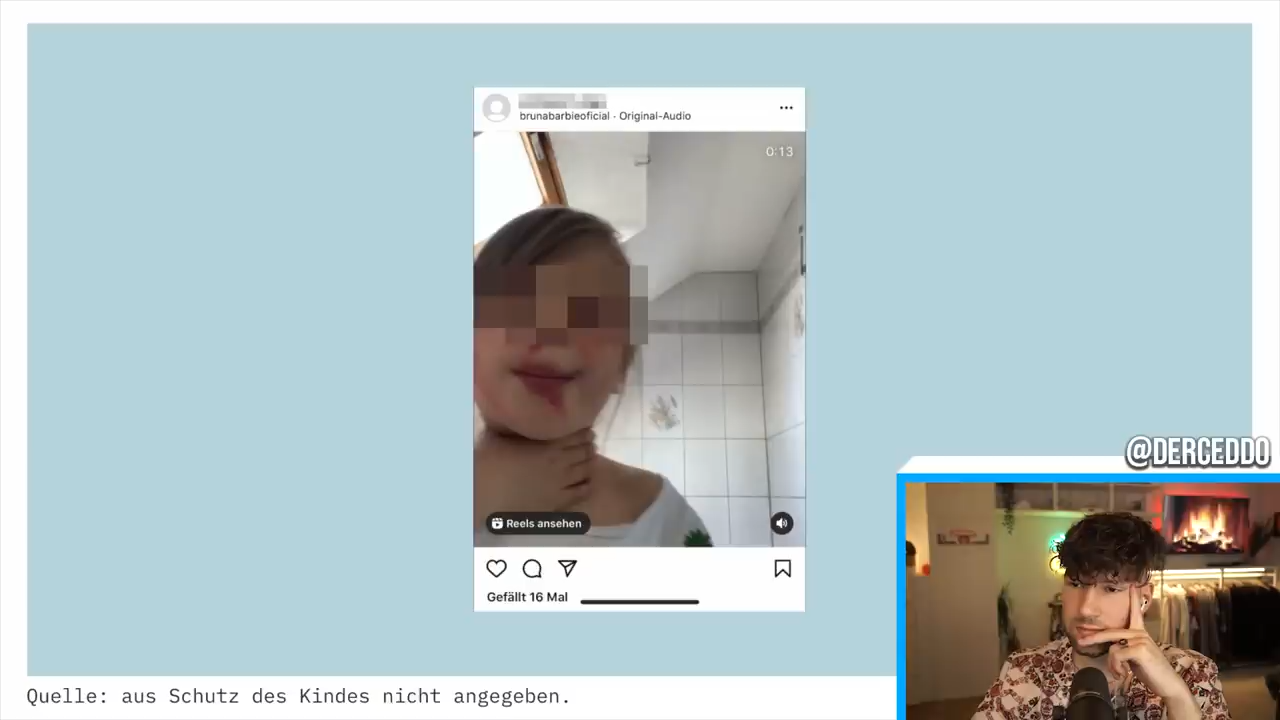 brunabarbieoficial · Original-Audio
0:13
Reels ansehen
Gefällt 16 Mal
@DERCEDDO
Quelle: aus Schutz des Kindes nicht angegeben.